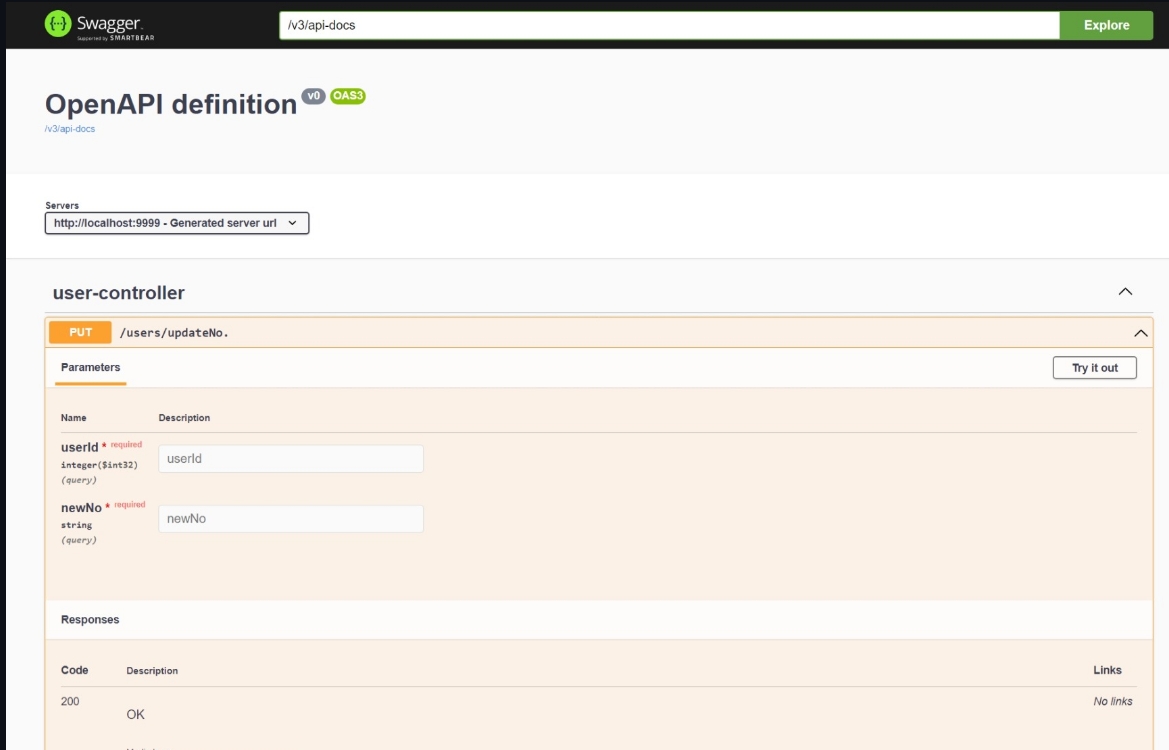 Swagger.
Supported by SMARTBEAR
/v3/api-docs
Explore
OpenAPI definition v0 OAS3
/v3/api-docs
Servers
http://localhost:9999 - Generated server url
user-controller
PUT /users/updateNo.
Parameters
Try it out
Name Description
userId * required
integer($int32)
(query)
userId
newNo * required
string
(query)
newNo
Responses
Code Description Links
200 No links
OK